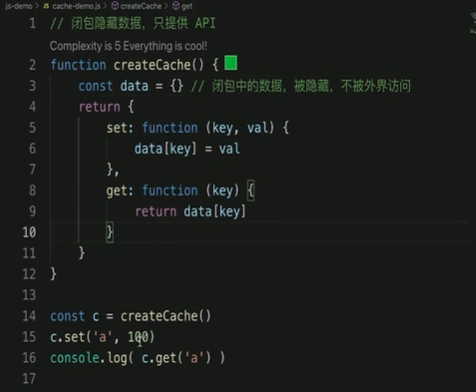 js-demo > JS cache-demo.js > createCache > get
1 // 闭包隐藏数据，只提供 API
Complexity is 5 Everything is cool!
2 function createCache() {
3 const data = {} // 闭包中的数据，被隐藏，不被外界访问
4 return {
5 set: function (key, val) {
6 data[key] = val
7 },
8 get: function (key) {
9 return data[key]
10 }
11 }
12 }
13
14 const c = createCache()
15 c.set('a', 100)
16 console.log( c.get('a') )
17